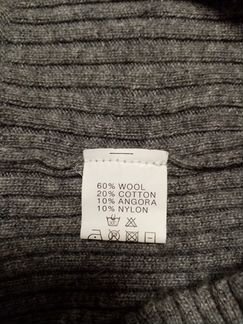 60% WOOL
20% COTTON
10% ANGORA
10% NYLON